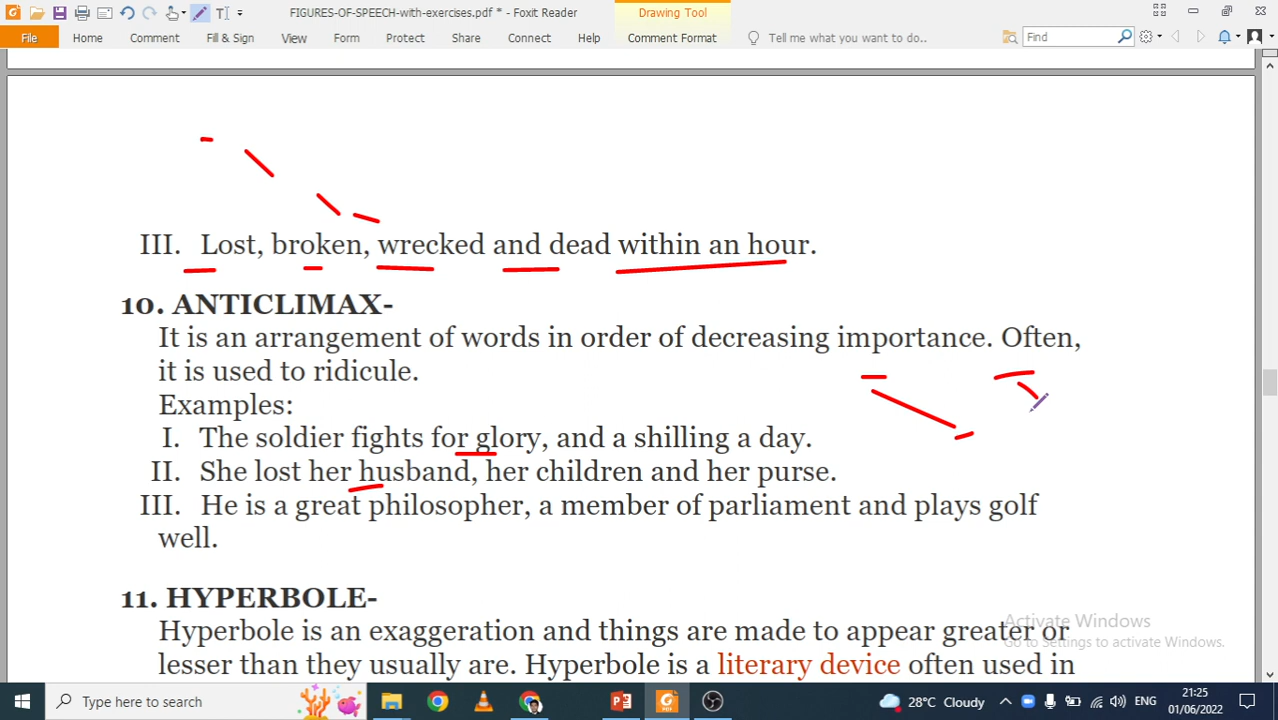 FIGURES-OF-SPEECH-with-exercises.pdf * - Foxit Reader
Drawing Tool
File Home Comment Fill & Sign View Form Protect Share Connect Help Comment Format Tell me what you want to do.. Find
III. Lost, broken, wrecked and dead within an hour.
10. ANTICLIMAX-
It is an arrangement of words in order of decreasing importance. Often,
it is used to ridicule.
Examples:
I. The soldier fights for glory, and a shilling a day.
II. She lost her husband, her children and her purse.
III. He is a great philosopher, a member of parliament and plays golf
well.
11. HYPERBOLE-
Hyperbole is an exaggeration and things are made to appear greater or
lesser than they usually are. Hyperbole is a literary device often used in
Activate Windows
Go to Settings to activate Windows.
Type here to search
28°C Cloudy
ENG
21:25
01/06/2022